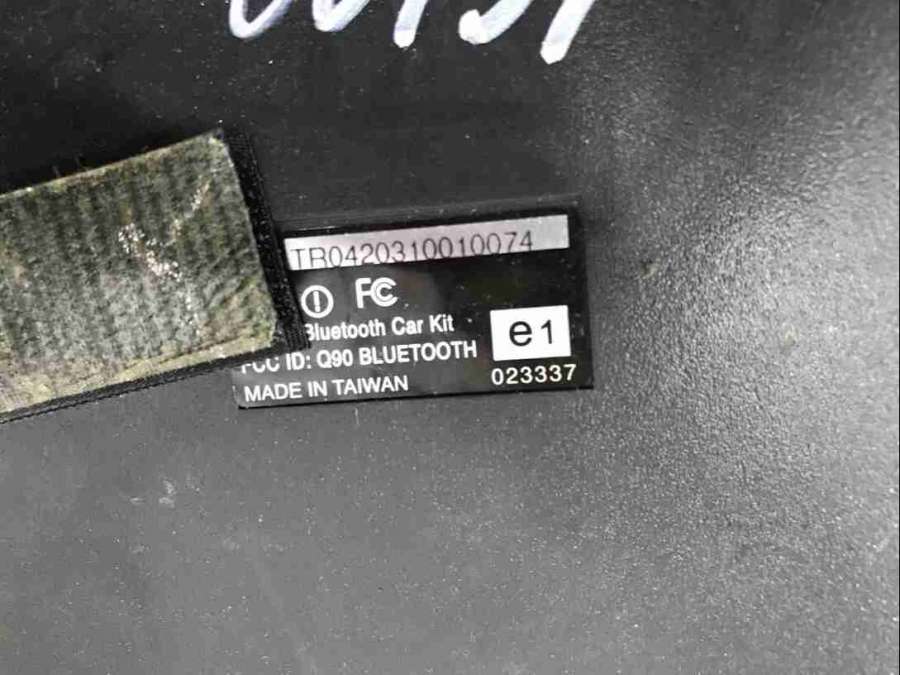 TR0420310010074
FC
Bluetooth Car Kit
FCC ID: Q90 BLUETOOTH
e1
MADE IN TAIWAN
023337